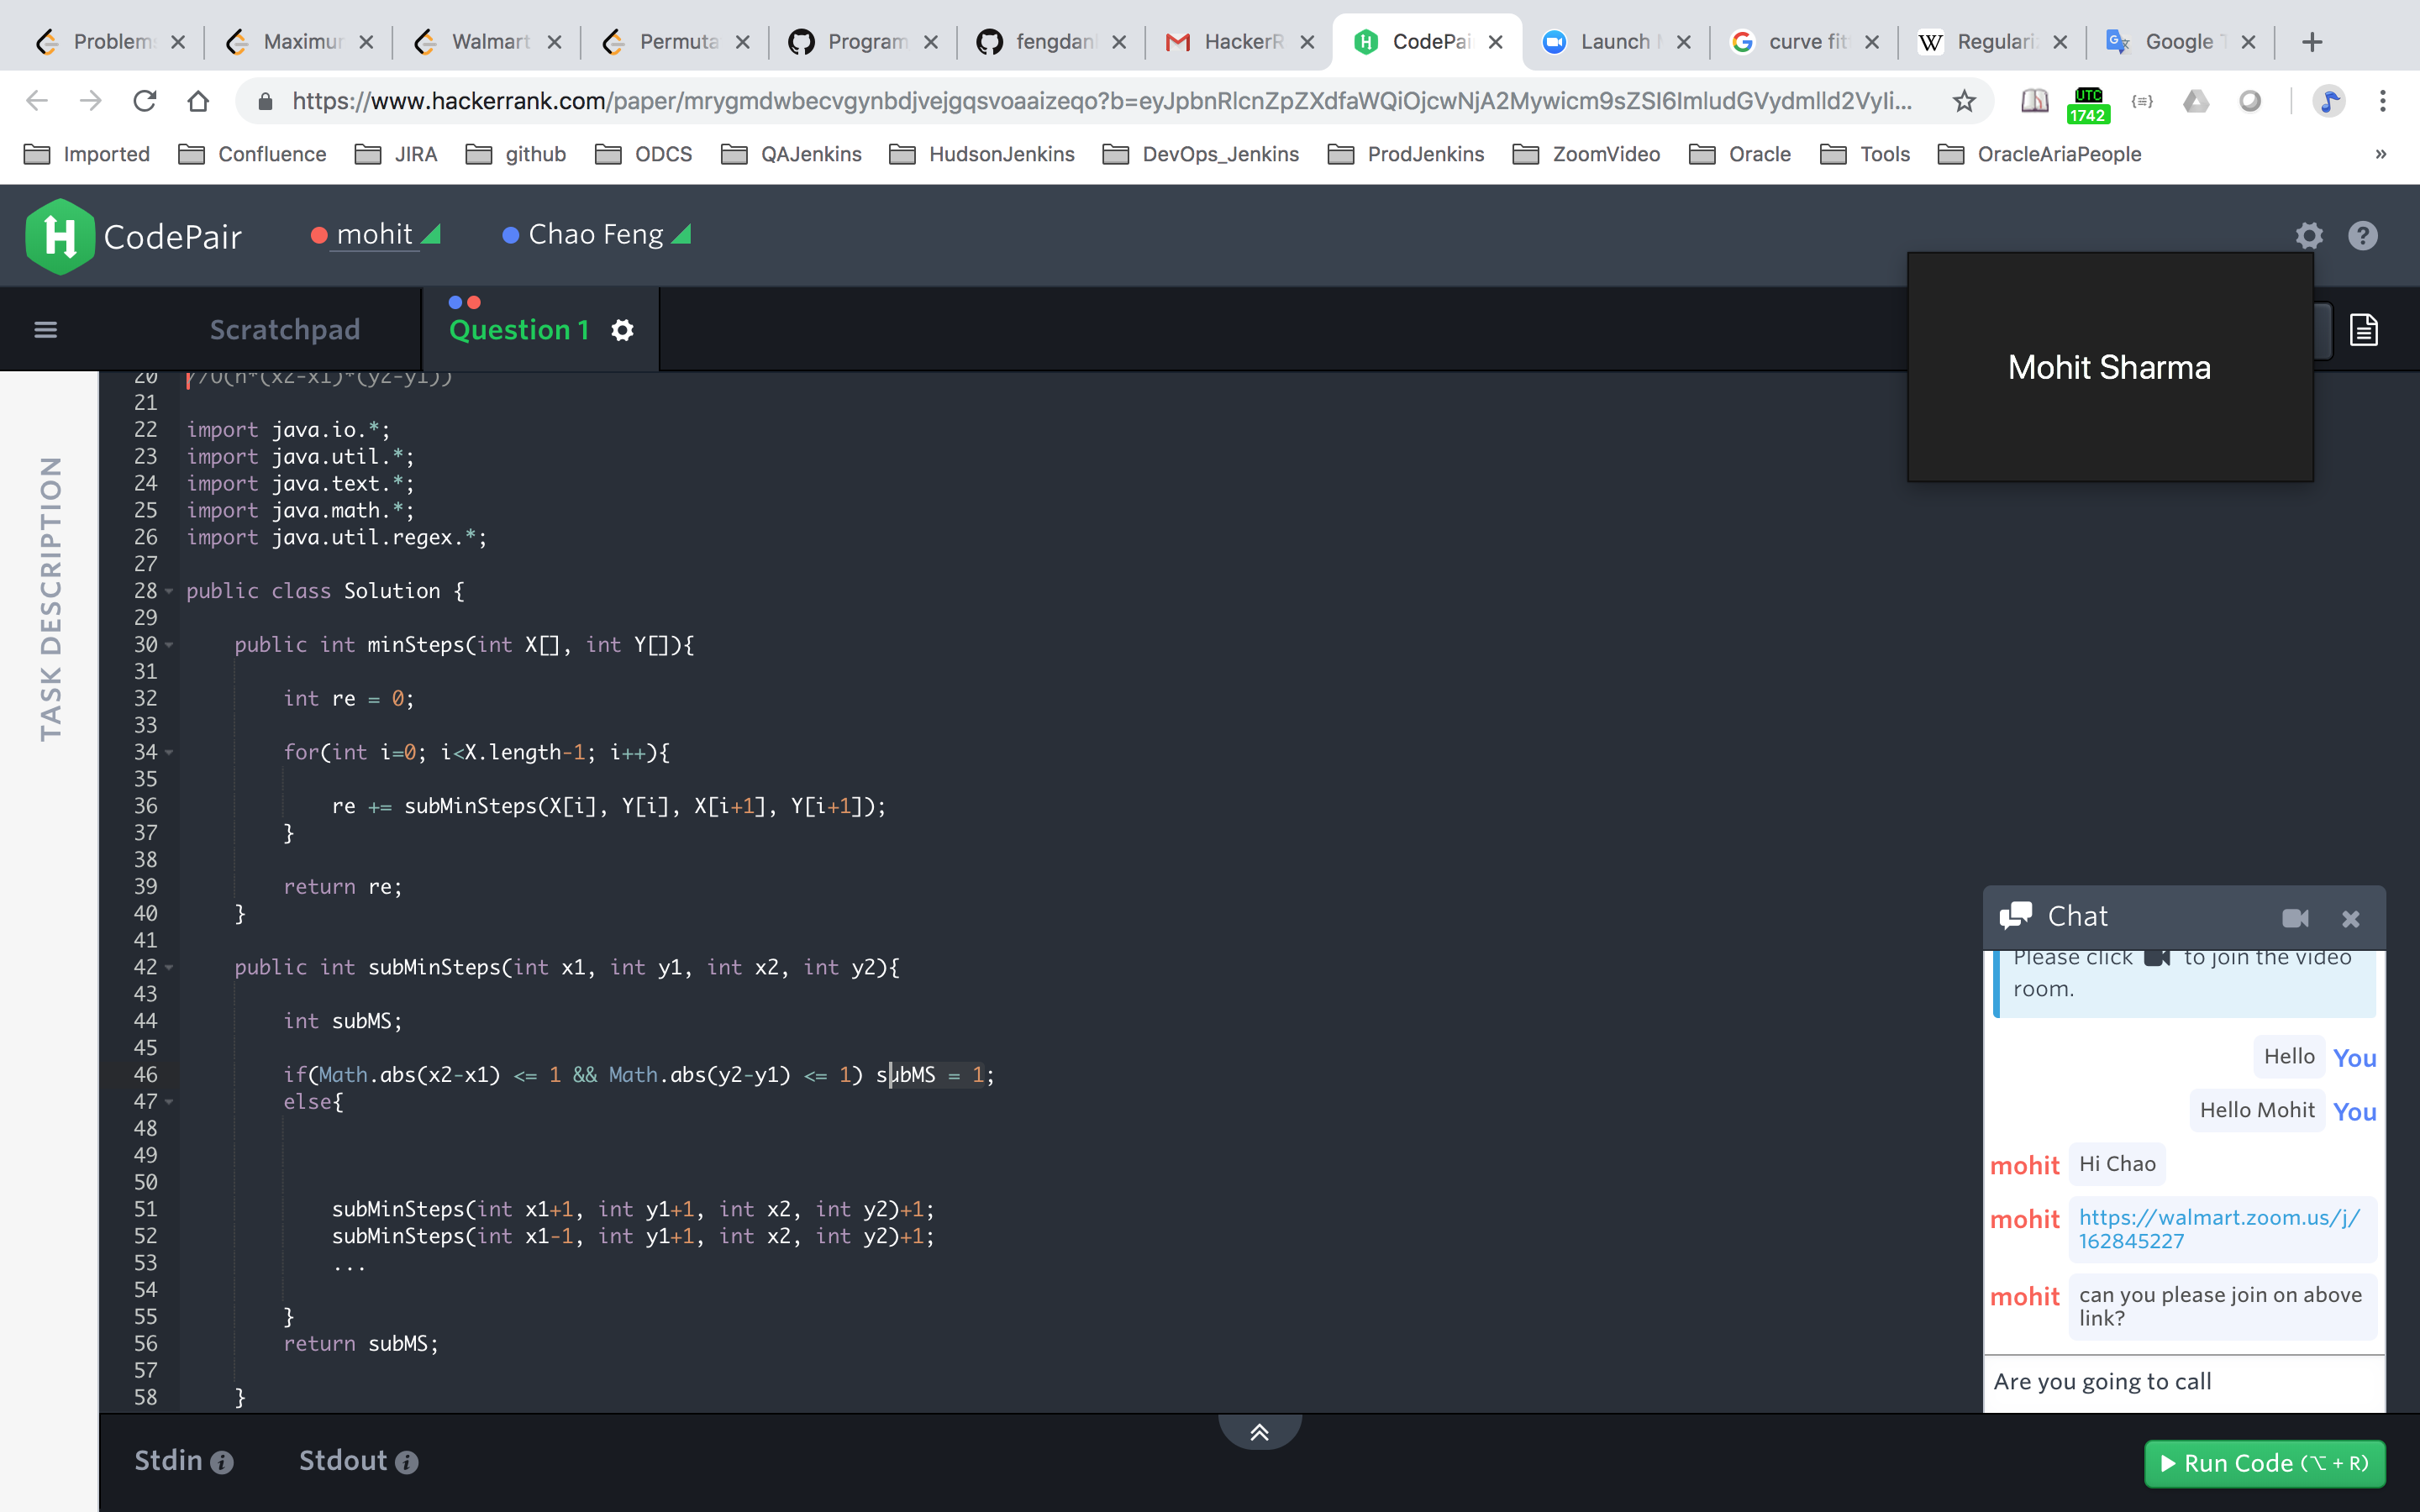 Problem
Maximur
Walmart
Permuta
Program
fengdan
HackerR
CodePai
Launch
curve fit
Regulari
Google
https://www.hackerrank.com/paper/mrygmdwbecvgynbdjvejgqsvoaaizeqo?b=eyJpbnRlcnZpZXdfaWQiOjcwNjA2Mywicm9sZSI6ImludGVydmlld2VyIi...
UTC
1742
Imported
Confluence
JIRA
github
ODCS
QAJenkins
HudsonJenkins
DevOps_Jenkins
ProdJenkins
ZoomVideo
Oracle
Tools
OracleAriaPeople
»
H CodePair
mohit
Chao Feng
?
Scratchpad
Question 1
Mohit Sharma
TASK DESCRIPTION
20 //O(n*(x2-x1)*(y2-y1))
21
22 import java.io.*;
23 import java.util.*;
24 import java.text.*;
25 import java.math.*;
26 import java.util.regex.*;
27
28 public class Solution {
29
30 public int minSteps(int X[], int Y[]){
31
32 int re = 0;
33
34 for(int i=0; i<X.length-1; i++){
35
36 re += subMinSteps(X[i], Y[i], X[i+1], Y[i+1]);
37 }
38
39 return re;
40 }
41
42 public int subMinSteps(int x1, int y1, int x2, int y2){
43
44 int subMS;
45
46 if(Math.abs(x2-x1) <= 1 && Math.abs(y2-y1) <= 1) subMS = 1;
47 else{
48
49
50
51 subMinSteps(int x1+1, int y1+1, int x2, int y2)+1;
52 subMinSteps(int x1-1, int y1+1, int x2, int y2)+1;
53 ...
54
55 }
56 return subMS;
57
58 }
Chat
Please click to join the video
room.
Hello You
Hello Mohit You
mohit Hi Chao
mohit https://walmart.zoom.us/j/
162845227
mohit can you please join on above
link?
Are you going to call
Stdin i
Stdout i
Run Code (⌥ + R)